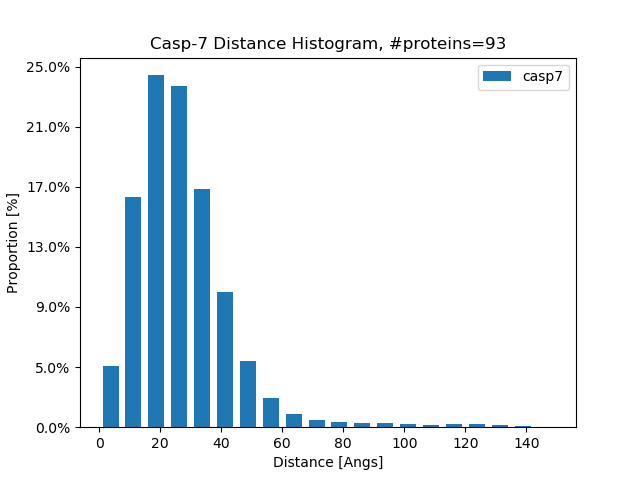 Casp-7 Distance Histogram, #proteins=93
casp7
25.0%
21.0%
17.0%
13.0%
9.0%
5.0%
0.0%
Proportion [%]
0 20 40 60 80 100 120 140
Distance [Angs]